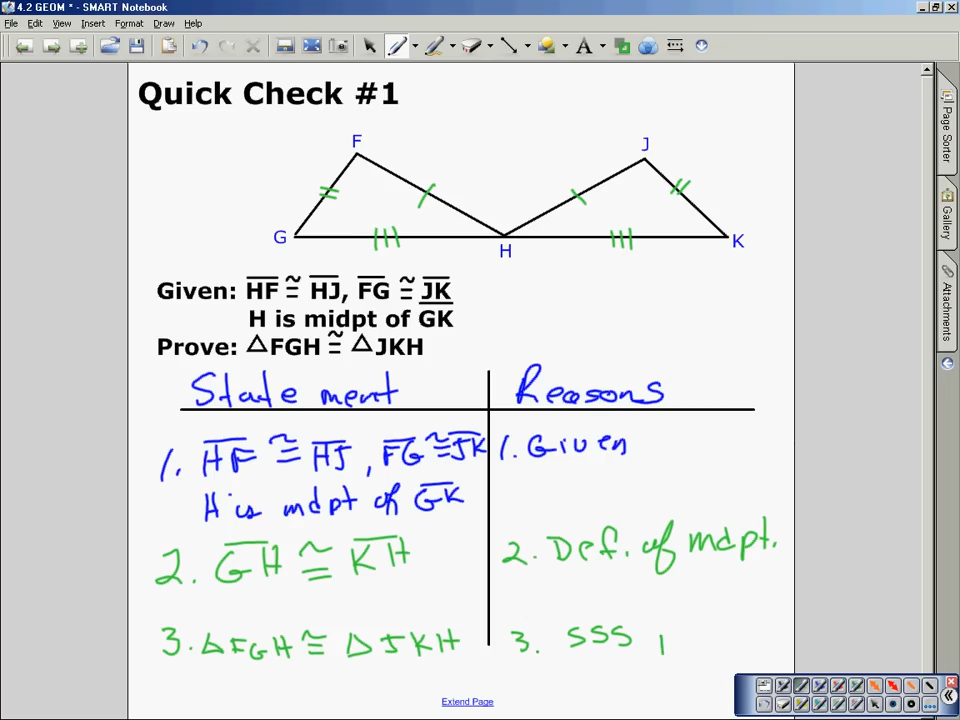 4.2 GEOM * - SMART Notebook
File Edit View Insert Format Tools Draw Help
Quick Check #1
F J
G H K
Given: HF ≅ HJ, FG ≅ JK
H is midpt of GK
Prove: △FGH ≅ △JKH
Statement Reasons
1. HF ≅ HJ, FG ≅ JK 1. Given
H is mdpt of GK
2. GH ≅ KH 2. Def. of mdpt.
3. △FGH ≅ △JKH 3. SSS
Extend Page
Page Sorter
Gallery
Attachments